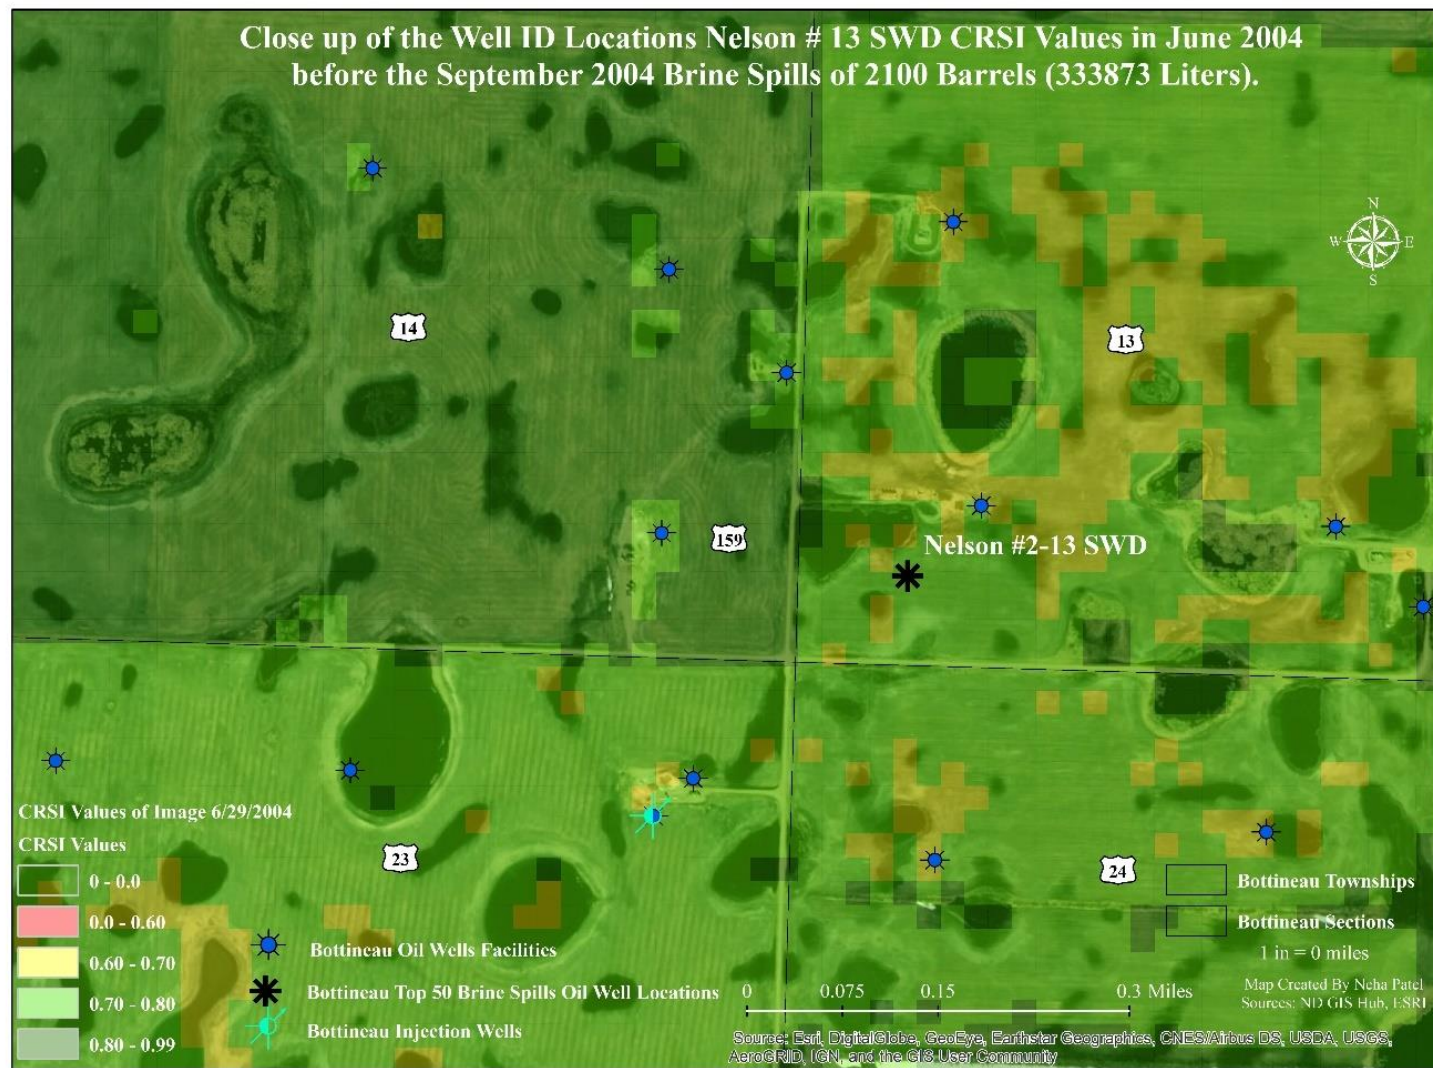 Close up of the Well ID Locations Nelson # 13 SWD CRSI Values in June 2004
before the September 2004 Brine Spills of 2100 Barrels (333873 Liters).
N
W E
S
14
13
159
Nelson #2-13 SWD
23
24
CRSI Values of Image 6/29/2004
CRSI Values
0 - 0.0
0.0 - 0.60
0.60 - 0.70
0.70 - 0.80
0.80 - 0.99
Bottineau Oil Wells Facilities
Bottineau Top 50 Brine Spills Oil Well Locations
Bottineau Injection Wells
0 0.075 0.15 0.3 Miles
Bottineau Townships
Bottineau Sections
1 in = 0 miles
Map Created By Neha Patel
Sources: ND GIS Hub, ESRI
Source: Esri, DigitalGlobe, GeoEye, Earthstar Geographics, CNES/Airbus DS, USDA, USGS,
AeroGRID, IGN, and the GIS User Community